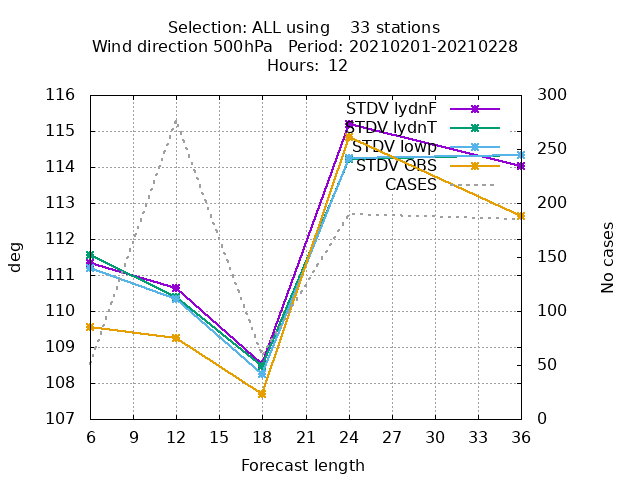 Selection: ALL using 33 stations
Wind direction 500hPa Period: 20210201-20210228
Hours: 12
116
115
114
113
112
111
110
109
108
107
deg
STDV lydnF
STDV lydnT
STDV lowp
STDV OBS
CASES
300
250
200
150
100
50
0
No cases
6 9 12 15 18 21 24 27 30 33 36
Forecast length